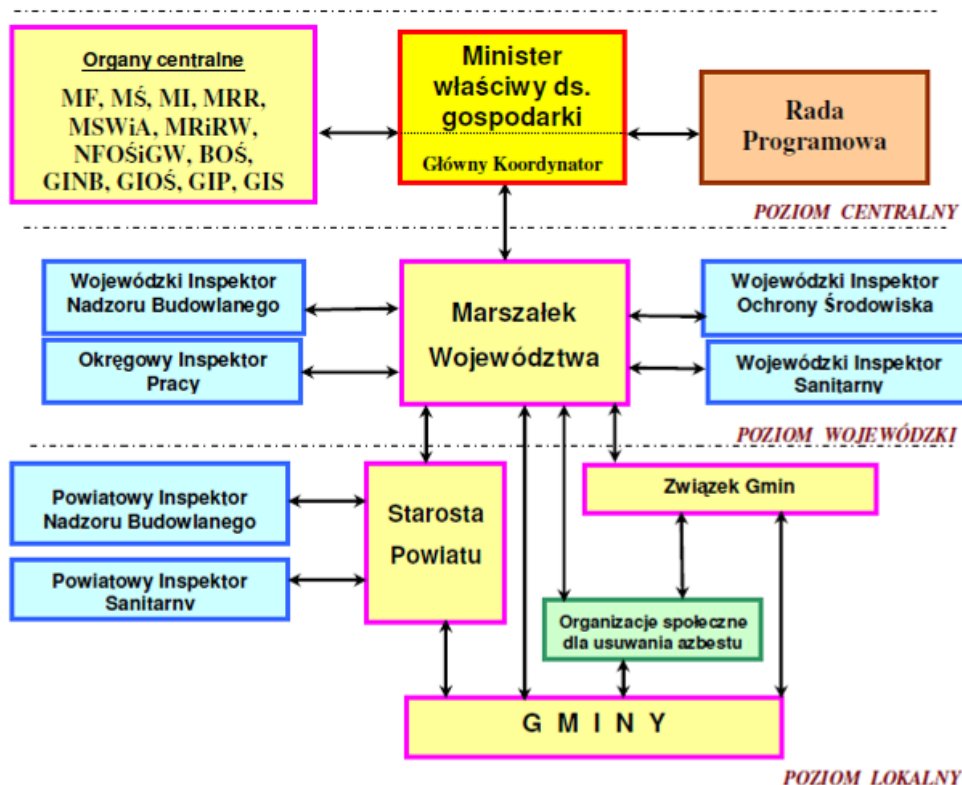 Organy centralne
MF, MŚ, MI, MRR,
MSWiA, MRiRW,
NFOŚiGW, BOŚ,
GINB, GIOŚ, GIP, GIS
Minister
właściwy ds.
gospodarki
Główny Koordynator
Rada
Programowa
POZIOM CENTRALNY
Wojewódzki Inspektor
Nadzoru Budowlanego
Okręgowy Inspektor
Pracy
Marszałek
Województwa
Wojewódzki Inspektor
Ochrony Środowiska
Wojewódzki Inspektor
Sanitarny
POZIOM WOJEWÓDZKI
Powiatowy Inspektor
Nadzoru Budowlanego
Powiatowy Inspektor
Sanitarny
Starosta
Powiatu
Związek Gmin
Organizacje społeczne
dla usuwania azbestu
G M I N Y
POZIOM LOKALNY